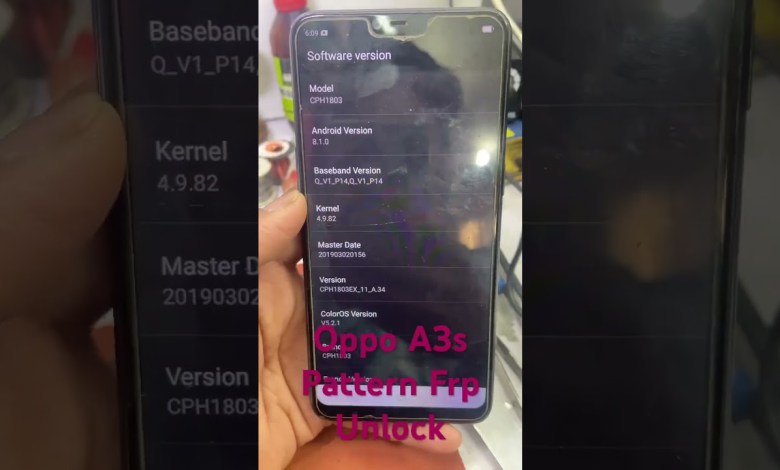 6:09
Software version
Model
CPH1803
Android Version
8.1.0
Baseband Version
Q_V1_P14,Q_V1_P14
Kernel
4.9.82
Master Date
201903020156
Version
CPH1803EX_11_A.34
ColorOS Version
V5.2.1
CPH1803
Oppo A3s
Pattern Frp
Unlock
Baseband
Q_V1_P14,
Kernel
4.9.82
Master D
20190302
Version
CPH1803